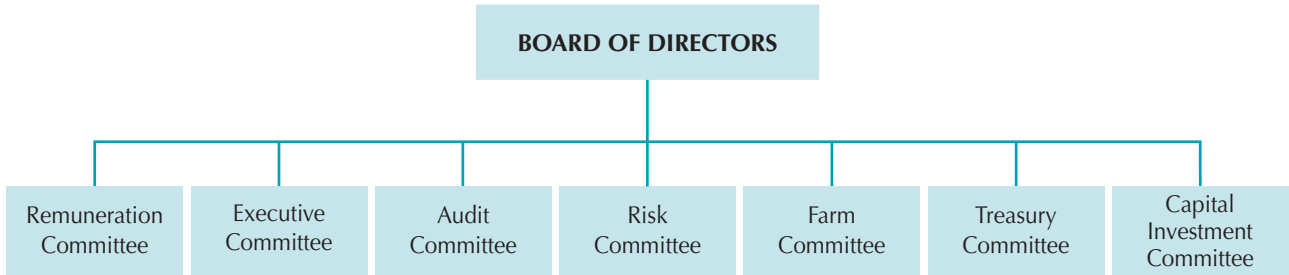 BOARD OF DIRECTORS
Remuneration
Committee
Executive
Committee
Audit
Committee
Risk
Committee
Farm
Committee
Treasury
Committee
Capital
Investment
Committee